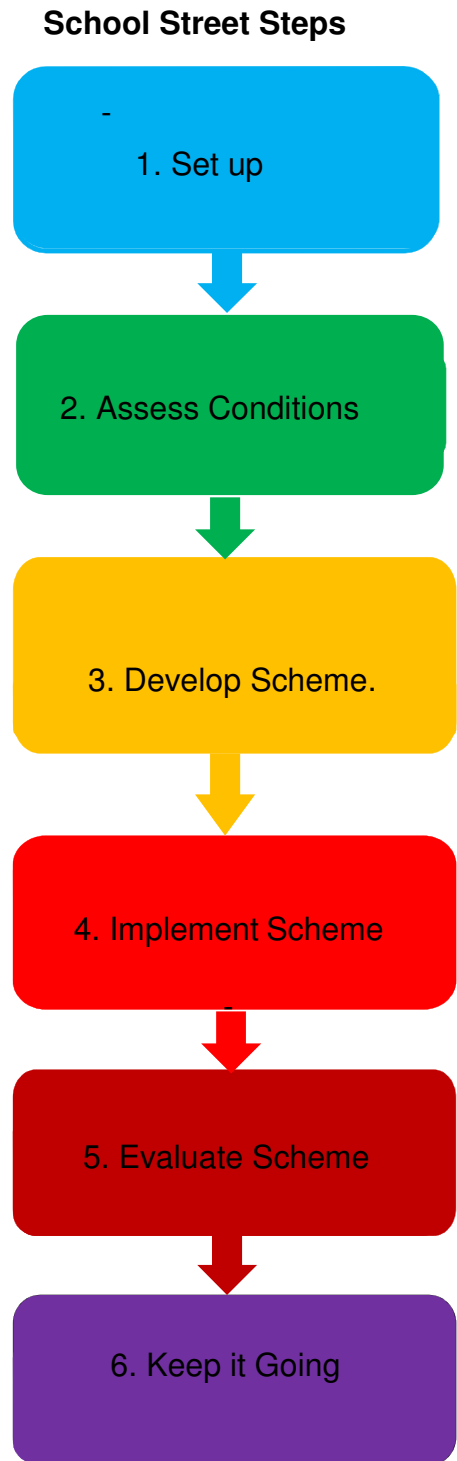 School Street Steps
-
1. Set up
2. Assess Conditions
3. Develop Scheme.
4. Implement Scheme
-
5. Evaluate Scheme
6. Keep it Going